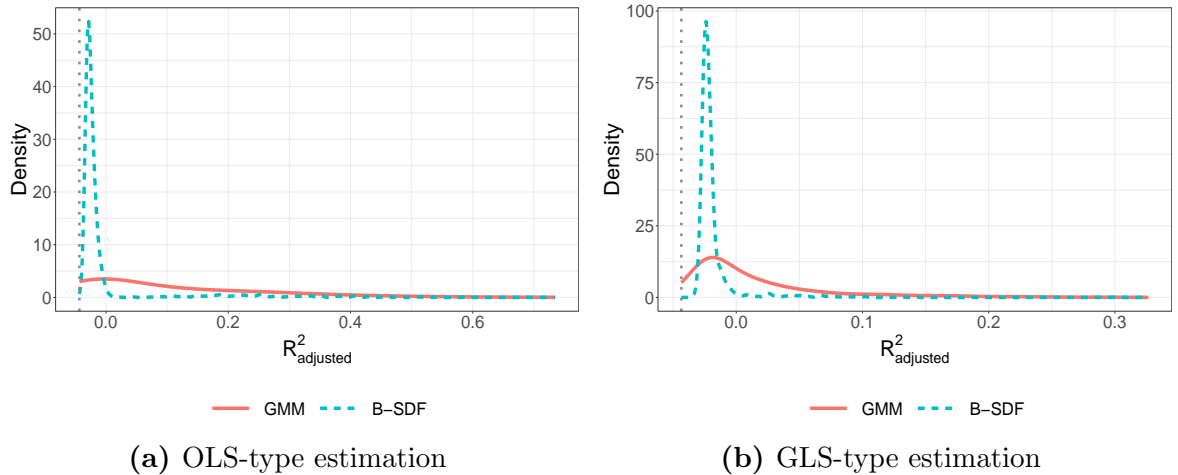 50
40
30
20
10
0
Density
0.0 0.2 0.4 0.6
R²adjusted
GMM B−SDF
(a) OLS-type estimation
100
75
50
25
0
Density
0.0 0.1 0.2 0.3
R²adjusted
GMM B−SDF
(b) GLS-type estimation